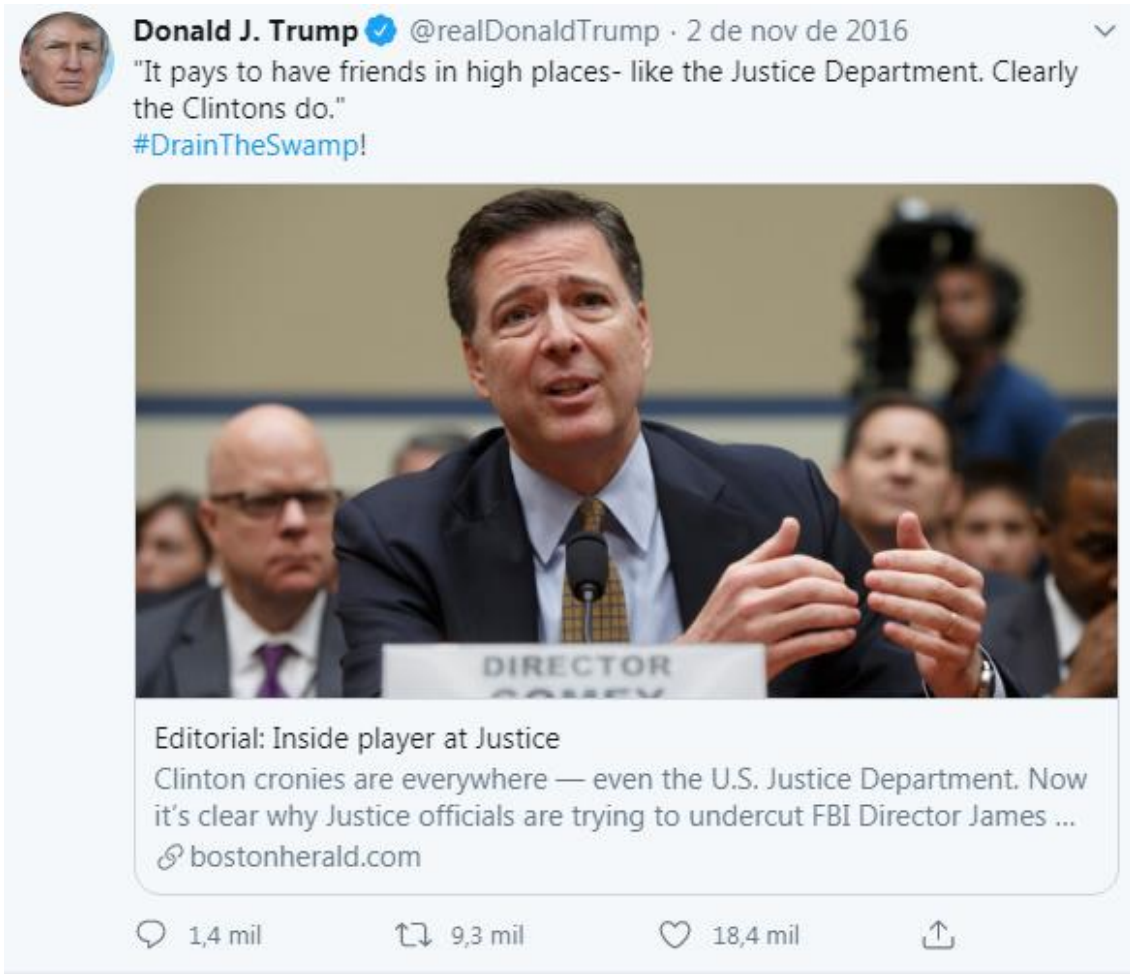 Donald J. Trump @realDonaldTrump · 2 de nov de 2016
"It pays to have friends in high places- like the Justice Department. Clearly
the Clintons do."
#DrainTheSwamp!
DIRECTOR
COMEY
Editorial: Inside player at Justice
Clinton cronies are everywhere — even the U.S. Justice Department. Now
it's clear why Justice officials are trying to undercut FBI Director James ...
bostonherald.com
1,4 mil 9,3 mil 18,4 mil